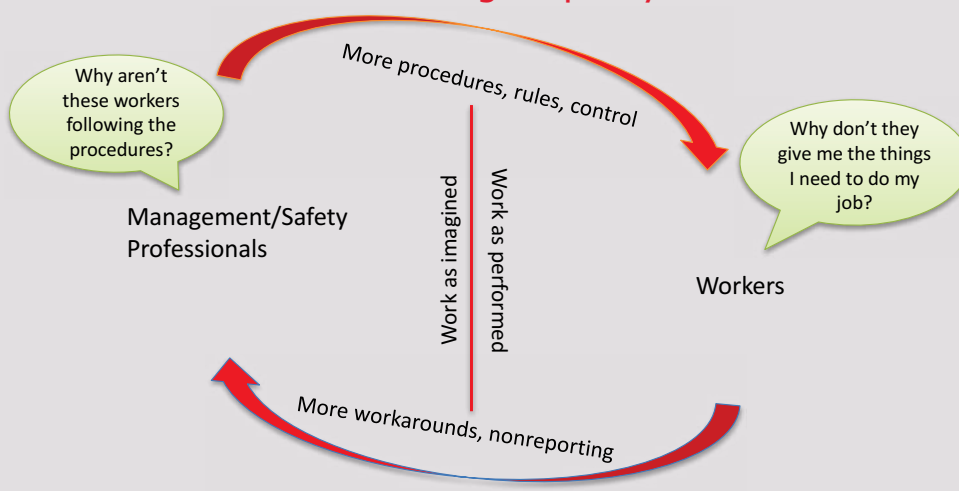 More procedures, rules, control
Why aren't
these workers
following the
procedures?
Why don't they
give me the things
I need to do my
job?
Management/Safety
Professionals
Work as imagined
Work as performed
Workers
More workarounds, nonreporting